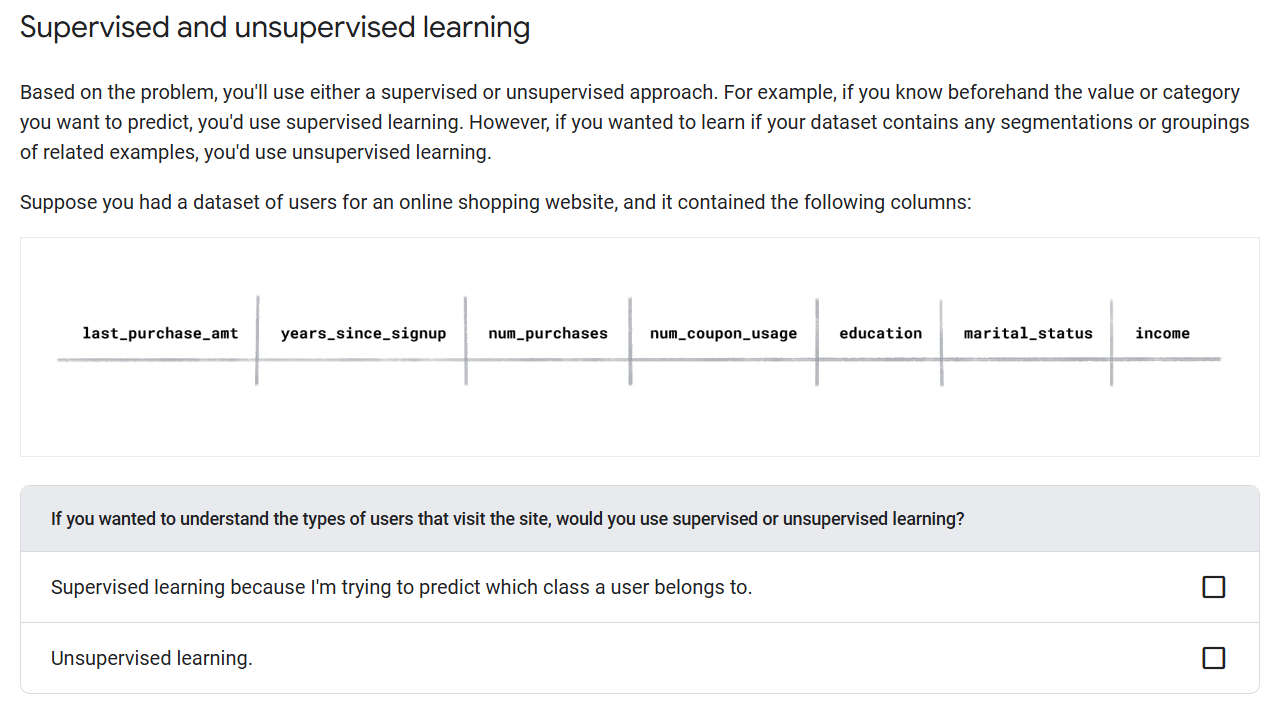 Supervised and unsupervised learning
Based on the problem, you'll use either a supervised or unsupervised approach. For example, if you know beforehand the value or category
you want to predict, you'd use supervised learning. However, if you wanted to learn if your dataset contains any segmentations or groupings
of related examples, you'd use unsupervised learning.
Suppose you had a dataset of users for an online shopping website, and it contained the following columns:
last_purchase_amt years_since_signup num_purchases num_coupon_usage education marital_status income
If you wanted to understand the types of users that visit the site, would you use supervised or unsupervised learning?
Supervised learning because I'm trying to predict which class a user belongs to.
Unsupervised learning.